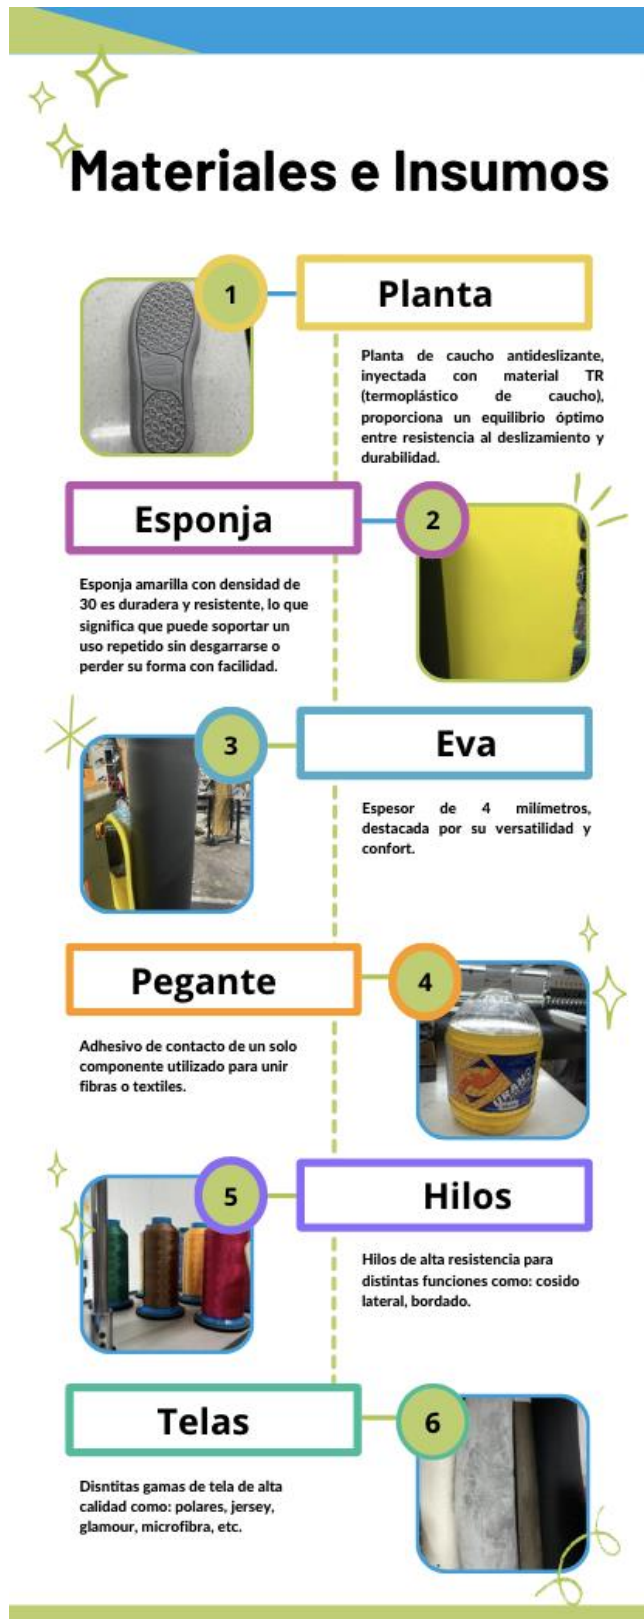 Materiales e Insumos
1
Planta
Planta de caucho antideslizante,
inyectada con material TR
(termoplástico de caucho),
proporciona un equilibrio óptimo
entre resistencia al deslizamiento y
durabilidad.
Esponja
2
Esponja amarilla con densidad de
30 es duradera y resistente, lo que
significa que puede soportar un
uso repetido sin desgarrarse o
perder su forma con facilidad.
3
Eva
Espesor de 4 milímetros,
destacada por su versatilidad y
confort.
Pegante
4
Adhesivo de contacto de un solo
componente utilizado para unir
fibras o textiles.
5
Hilos
Hilos de alta resistencia para
distintas funciones como: cosido
lateral, bordado.
Telas
6
Disntitas gamas de tela de alta
calidad como: polares, jersey,
glamour, microfibra, etc.